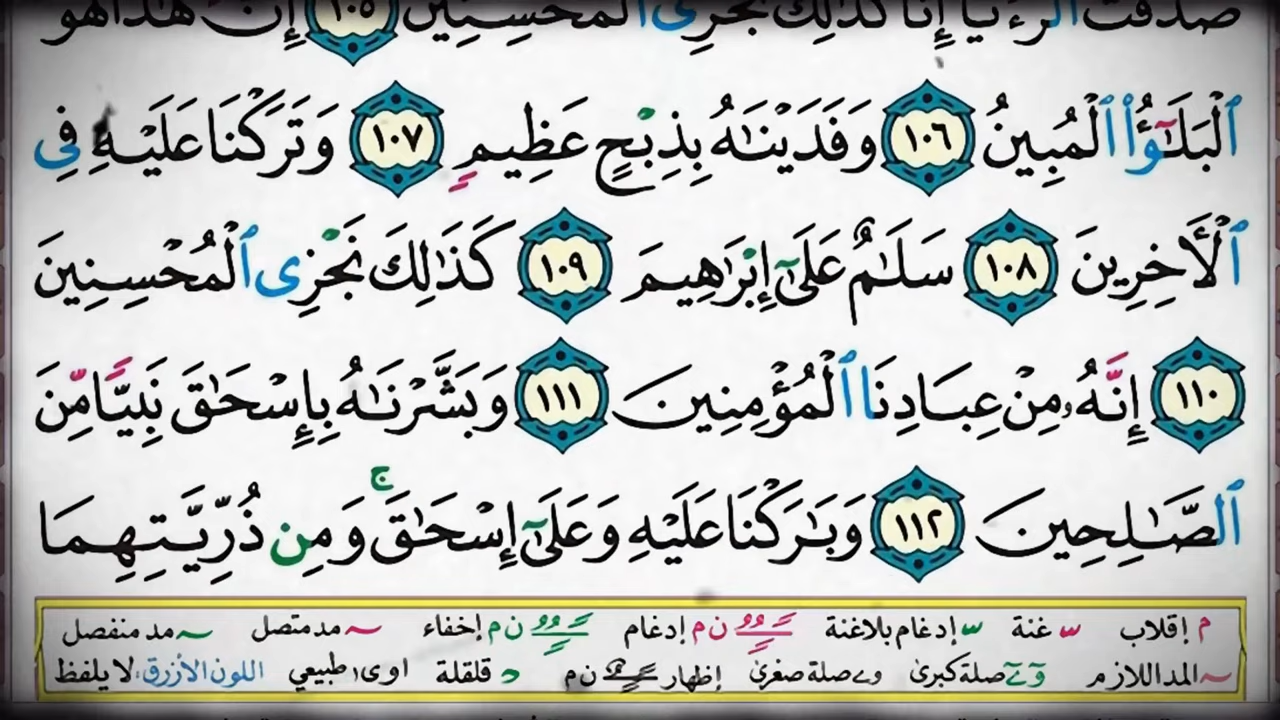 صَدَّقْتَ ٱلرُّءْيَآ إِنَّا كَذَٰلِكَ نَجْزِى ٱلْمُحْسِنِينَ ١٠٥ إِنَّ هَٰذَا لَهُوَ
ٱلْبَلَـٰٓؤُا۟ ٱلْمُبِينُ ١٠٦ وَفَدَيْنَـٰهُ بِذِبْحٍ عَظِيمٍ ١٠٧ وَتَرَكْنَا عَلَيْهِ فِى
ٱلْأَخِرِينَ ١٠٨ سَلَـٰمٌ عَلَىٰٓ إِبْرَٰهِيمَ ١٠٩ كَذَٰلِكَ نَجْزِى ٱلْمُحْسِنِينَ
١١٠ إِنَّهُۥ مِنْ عِبَادِنَا ٱلْمُؤْمِنِينَ ١١١ وَبَشَّرْنَـٰهُ بِإِسْحَـٰقَ نَبِيًّا مِّنَ
ٱلصَّـٰلِحِينَ ١١٢ وَبَـٰرَكْنَا عَلَيْهِ وَعَلَىٰٓ إِسْحَـٰقَ ۚ وَمِن ذُرِّيَّتِهِمَا
م إقلاب غنة إدغام بلاغنة ن م إدغام ن م إخفاء مد متصل مد منفصل
المد اللازم صلة كبرى صلة صغرى إظهار ن م قلقلة اوى طبيعي اللون الأزرق: لا يلفظ